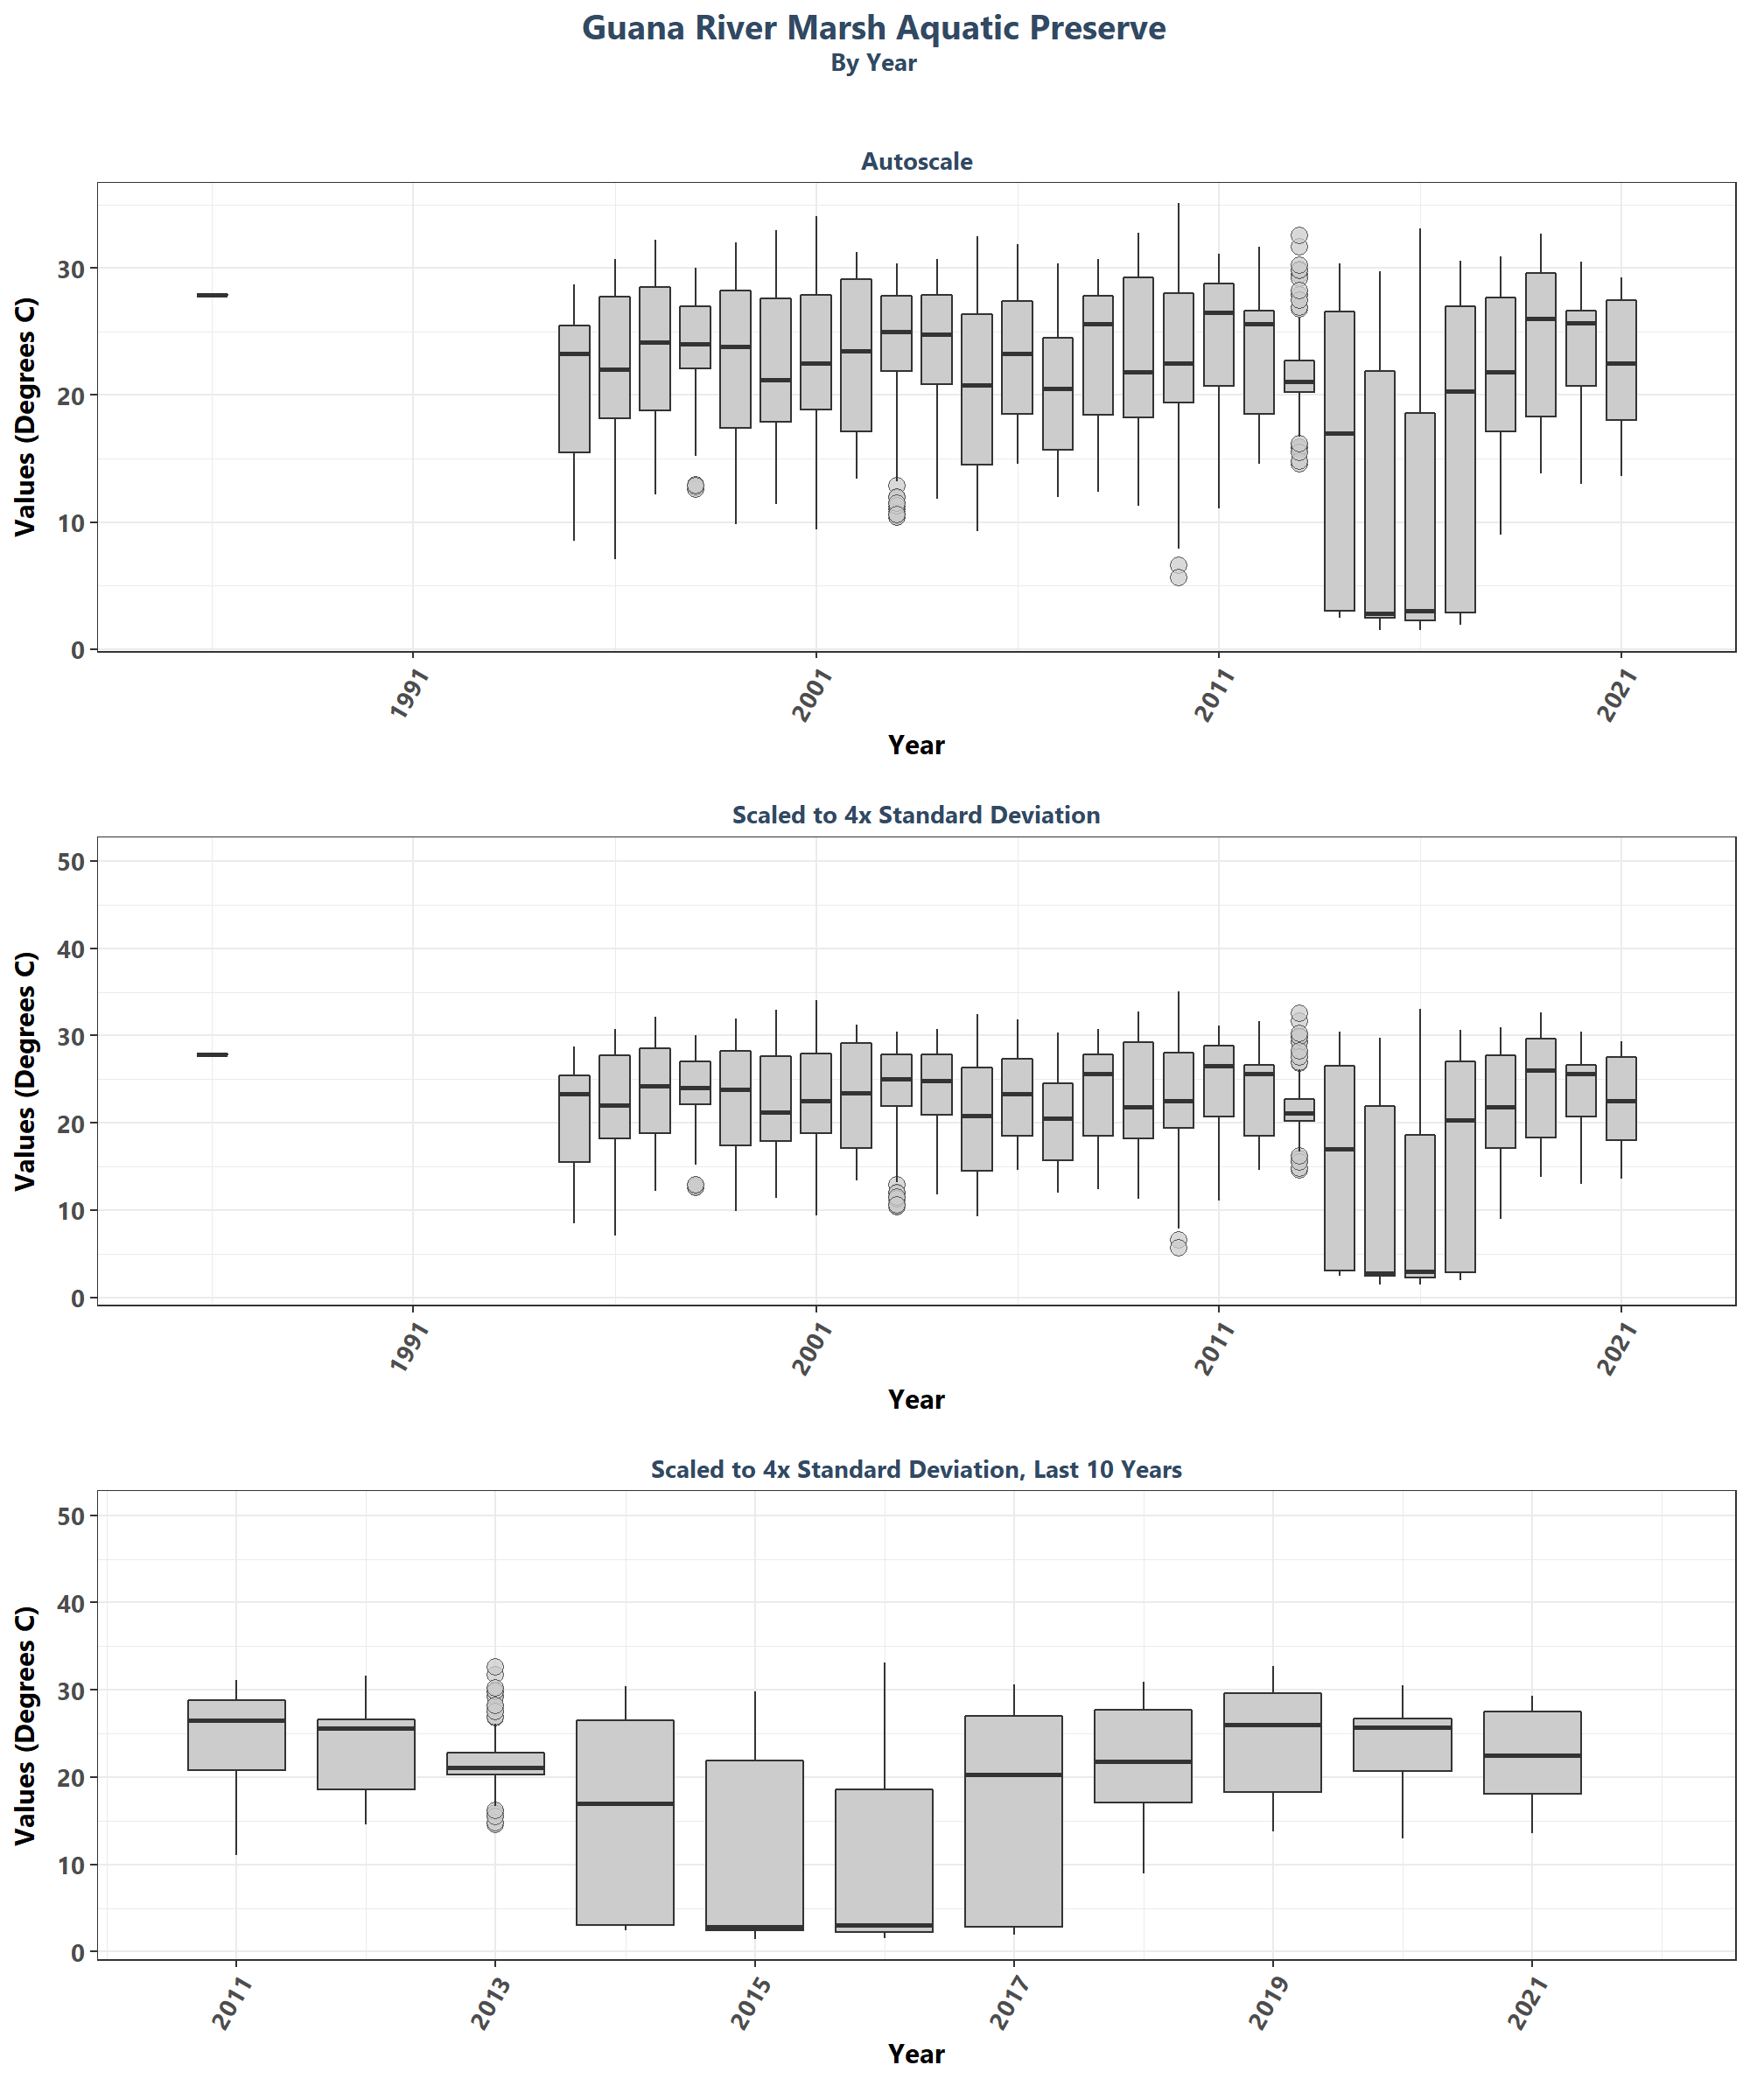 Guana River Marsh Aquatic Preserve
By Year
Autoscale
Values (Degrees C)
30
20
10
0
1991 2001 2011 2021
Year
Scaled to 4x Standard Deviation
Values (Degrees C)
50
40
30
20
10
0
1991 2001 2011 2021
Year
Scaled to 4x Standard Deviation, Last 10 Years
Values (Degrees C)
50
40
30
20
10
0
2011 2013 2015 2017 2019 2021
Year